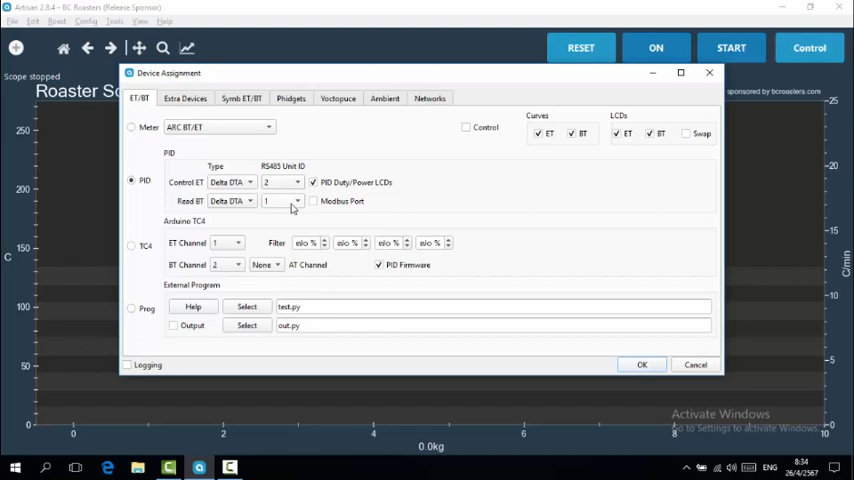 Artisan 2.8.4 – BC Roasters (Release Sponsor)
File Edit Roast Config Tools View Help
RESET ON START Control
Scope stopped
Roaster Sc
sponsored by bcroasters.com
Device Assignment
ET/BT Extra Devices Symb ET/BT Phidgets Yoctopuce Ambient Networks
Curves LCDs
Meter ARC BT/ET Control ET BT ET BT Swap
PID
Type RS485 Unit ID
PID Control ET Delta DTA 2 PID Duty/Power LCDs
Read BT Delta DTA 1 Modbus Port
Arduino TC4
TC4 ET Channel 1 Filter
BT Channel 2 None AT Channel PID Firmware
External Program
Prog Help Select test.py
Output Select out.py
Logging OK Cancel
250
200
150
C
100
50
0
25
20
15
C/min
10
5
0
0 2 4 6 8 10
0.0kg
Activate Windows
Go to Settings to activate Windows.
ENG
8:34
26/4/2567